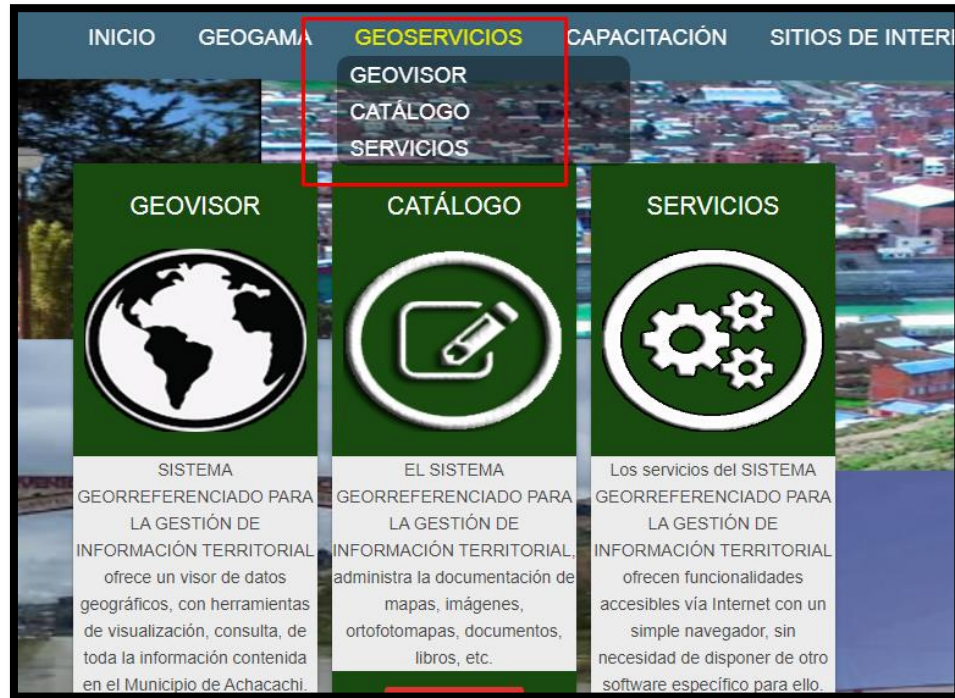 INICIO GEOGAMA GEOSERVICIOS CAPACITACIÓN SITIOS DE INTER
GEOVISOR
CATÁLOGO
SERVICIOS
GEOVISOR
SISTEMA
GEORREFERENCIADO PARA
LA GESTIÓN DE
INFORMACIÓN TERRITORIAL
ofrece un visor de datos
geográficos, con herramientas
de visualización, consulta, de
toda la información contenida
en el Municipio de Achacachi.
CATÁLOGO
EL SISTEMA
GEORREFERENCIADO PARA
LA GESTIÓN DE
INFORMACIÓN TERRITORIAL,
administra la documentación de
mapas, imágenes,
ortofotomapas, documentos,
libros, etc.
SERVICIOS
Los servicios del SISTEMA
GEORREFERENCIADO PARA
LA GESTIÓN DE
INFORMACIÓN TERRITORIAL
ofrecen funcionalidades
accesibles vía Internet con un
simple navegador, sin
necesidad de disponer de otro
software específico para ello.